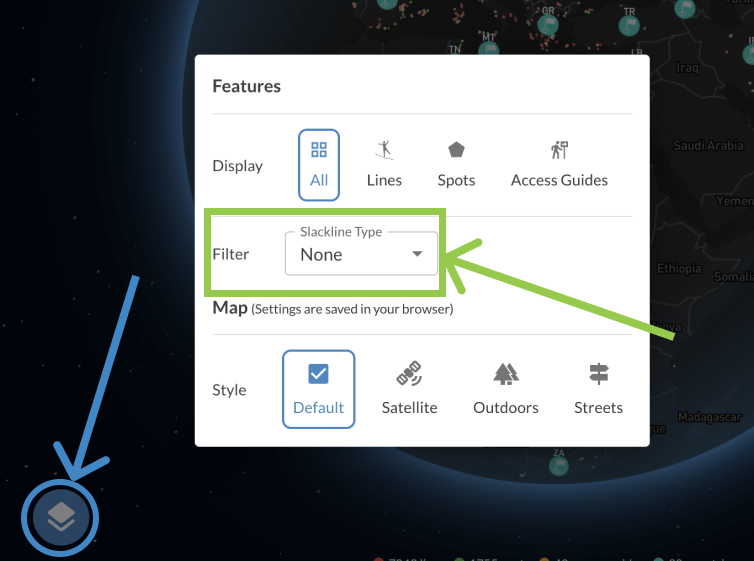 GR
TR
MT
TN
LB
Iraq
Features
Saudi Arabia
Display
All
Lines
Spots
Access Guides
Yemen
Slackline Type
Filter
None
Ethiopia
Somali
Map (Settings are saved in your browser)
Style
Default
Satellite
Outdoors
Streets
Madagascar
ZA